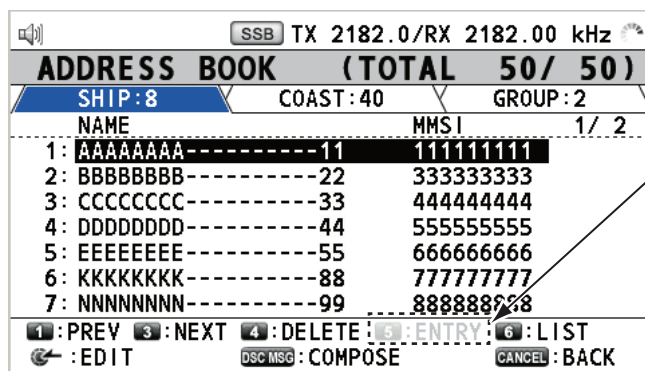 SSB TX 2182.0/RX 2182.00 kHz
ADDRESS BOOK (TOTAL 50/ 50)
SHIP:8 COAST:40 GROUP:2
NAME MMSI 1/ 2
1: AAAAAAAA----------11 111111111
2: BBBBBBBB----------22 333333333
3: CCCCCCCC----------33 444444444
4: DDDDDDDD----------44 555555555
5: EEEEEEEE----------55 666666666
6: KKKKKKKK----------88 777777777
7: NNNNNNNN----------99 888888888
1 :PREV 3 :NEXT 4 :DELETE 5 :ENTRY 6 :LIST
:EDIT DSC MSG :COMPOSE CANCEL :BACK